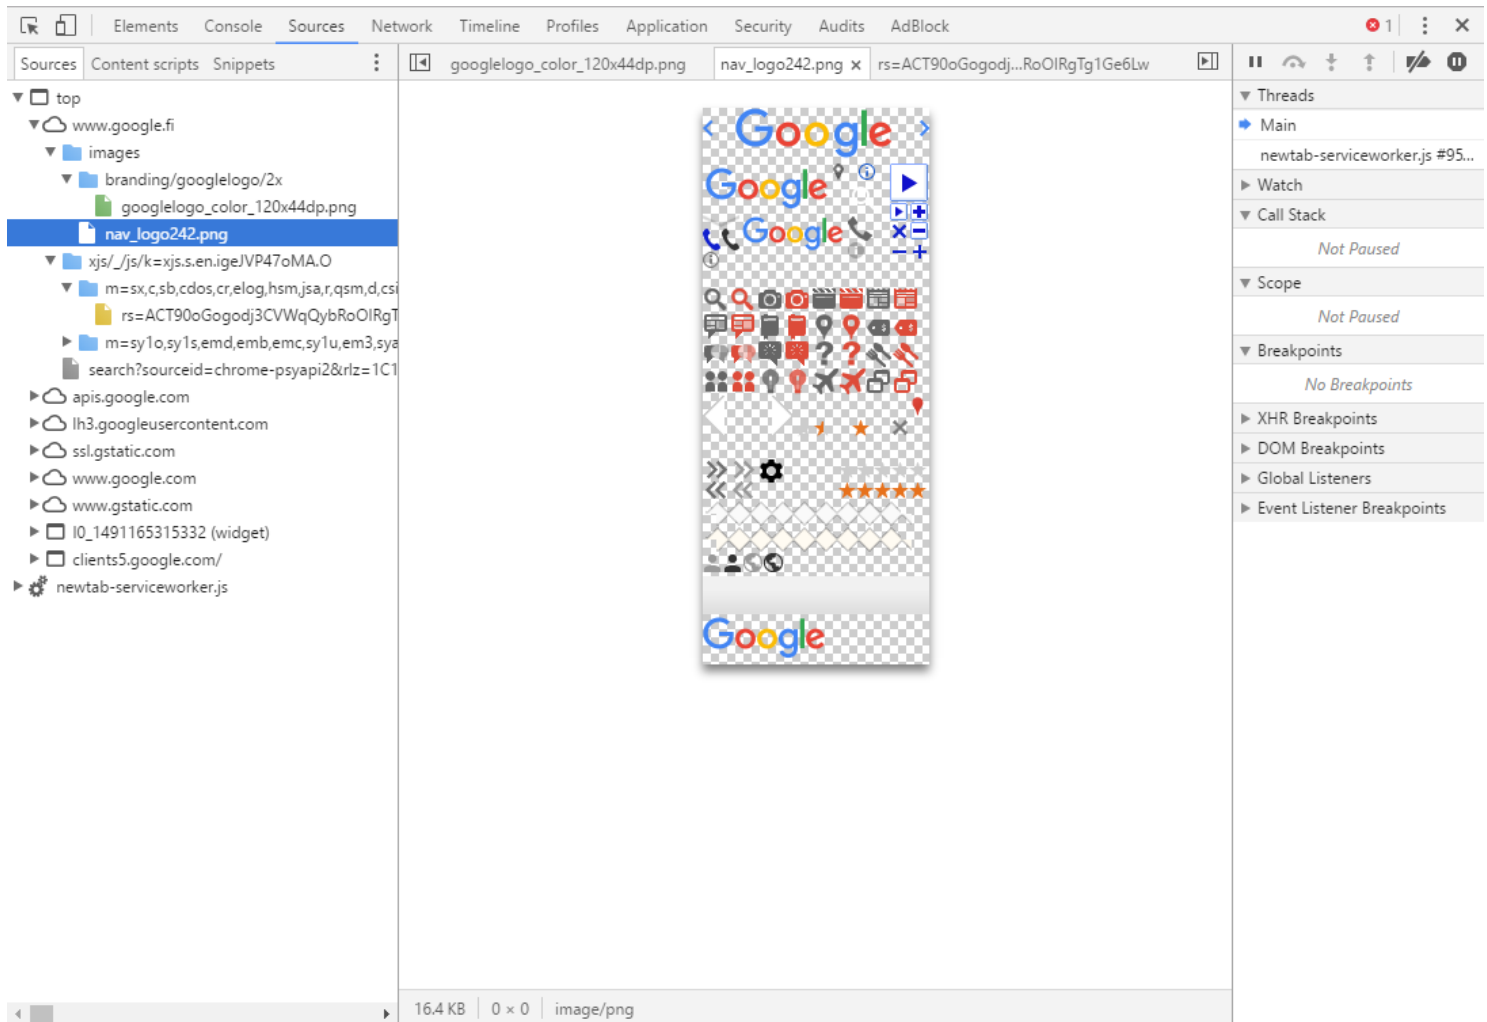 Elements Console Sources Network Timeline Profiles Application Security Audits AdBlock 1
Sources Content scripts Snippets
googlelogo_color_120x44dp.png nav_logo242.png rs=ACT90oGogodj...RoOIRgTg1Ge6Lw
top
www.google.fi
images
branding/googlelogo/2x
googlelogo_color_120x44dp.png
nav_logo242.png
xjs/_/js/k=xjs.s.en.igeJVP47oMA.O
m=sx,c,sb,cdos,cr,elog,hsm,jsa,r,qsm,d,csi
rs=ACT90oGogodj3CVWqQybRoOIRgT
m=sy1o,sy1s,emd,emb,emc,sy1u,em3,sya
search?sourceid=chrome-psyapi2&rlz=1C1
apis.google.com
lh3.googleusercontent.com
ssl.gstatic.com
www.google.com
www.gstatic.com
I0_1491165315332 (widget)
clients5.google.com/
newtab-serviceworker.js
Google
Google
Google
Google
16.4 KB 0 × 0 image/png
Threads
Main
newtab-serviceworker.js #95...
Watch
Call Stack
Not Paused
Scope
Not Paused
Breakpoints
No Breakpoints
XHR Breakpoints
DOM Breakpoints
Global Listeners
Event Listener Breakpoints